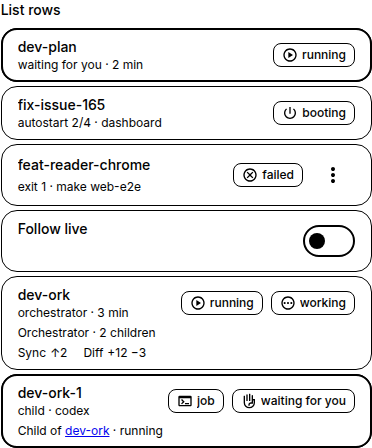 List rows
dev-plan
waiting for you · 2 min
running
fix-issue-165
autostart 2/4 · dashboard
booting
feat-reader-chrome
exit 1 · make web-e2e
failed
Follow live
dev-ork
orchestrator · 3 min
running
working
Orchestrator · 2 children
Sync ↑2 Diff +12 −3
dev-ork-1
child · codex
job
waiting for you
Child of dev-ork · running